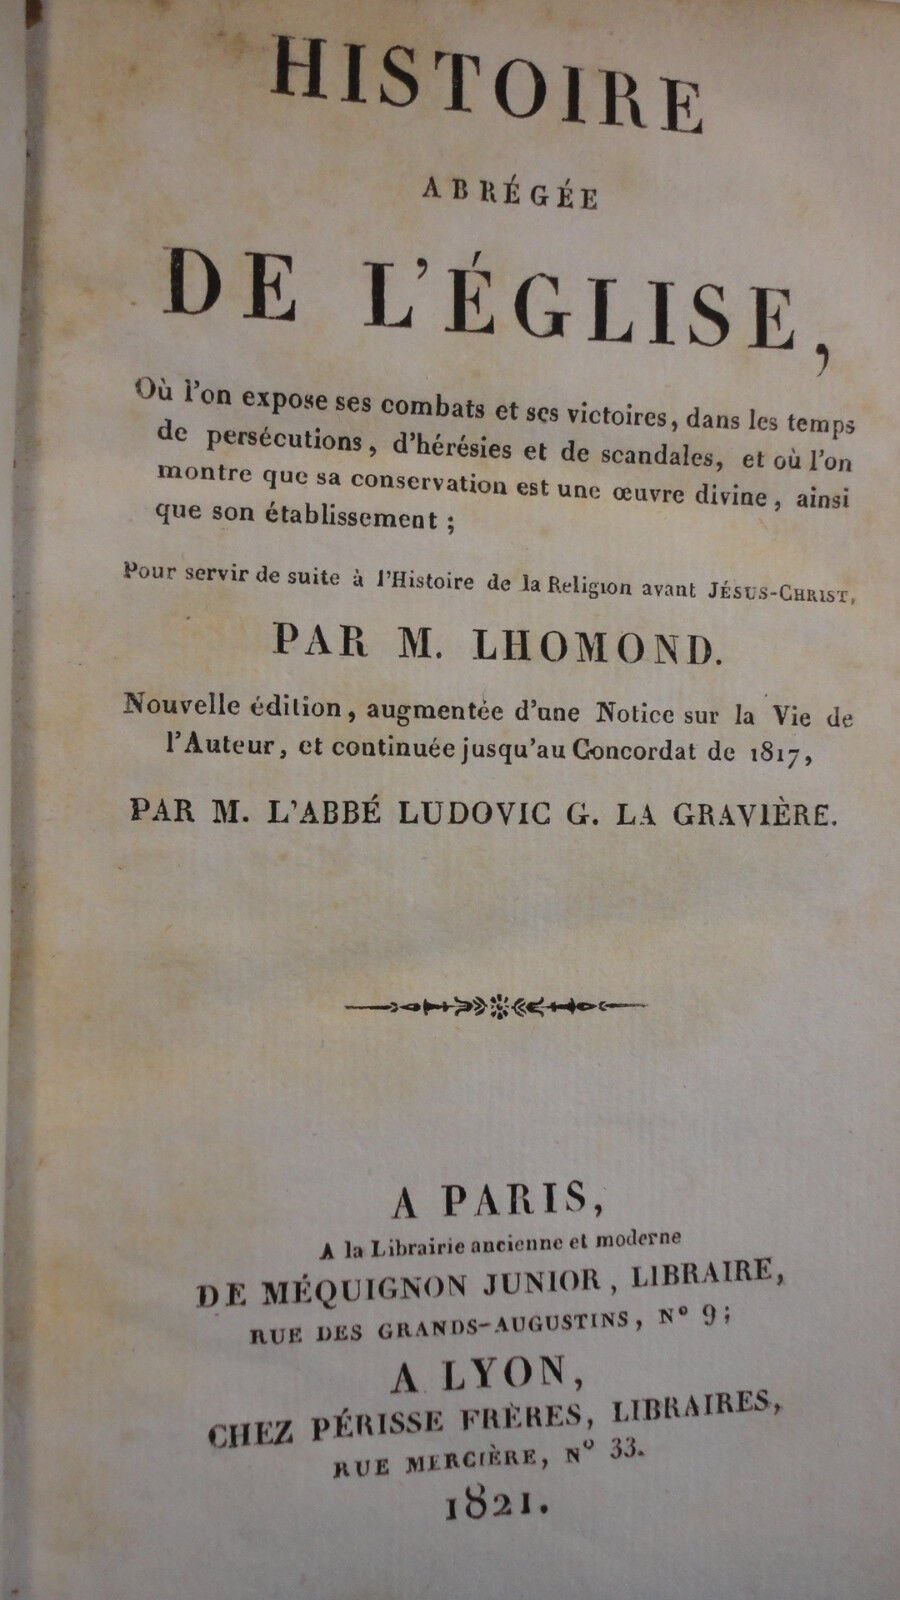 HISTOIRE
ABRÉGÉE
DE L'ÉGLISE,
Où l'on expose ses combats et ses victoires, dans les temps
de persécutions, d'hérésies et de scandales, et où l'on
montre que sa conservation est une œuvre divine, ainsi
que son établissement;
Pour servir de suite à l'Histoire de la Religion avant JÉSUS-CHRIST,
PAR M. LHOMOND.
Nouvelle édition, augmentée d'une Notice sur la Vie de
l'Auteur, et continuée jusqu'au Concordat de 1817,
PAR M. L'ABBÉ LUDOVIC G. LA GRAVIÈRE.
A PARIS,
A la Librairie ancienne et moderne
DE MÉQUIGNON JUNIOR, LIBRAIRE,
RUE DES GRANDS-AUGUSTINS, N° 9;
A LYON,
CHEZ PÉRISSE FRÈRES, LIBRAIRES,
RUE MERCIÈRE, N° 33.
1821.